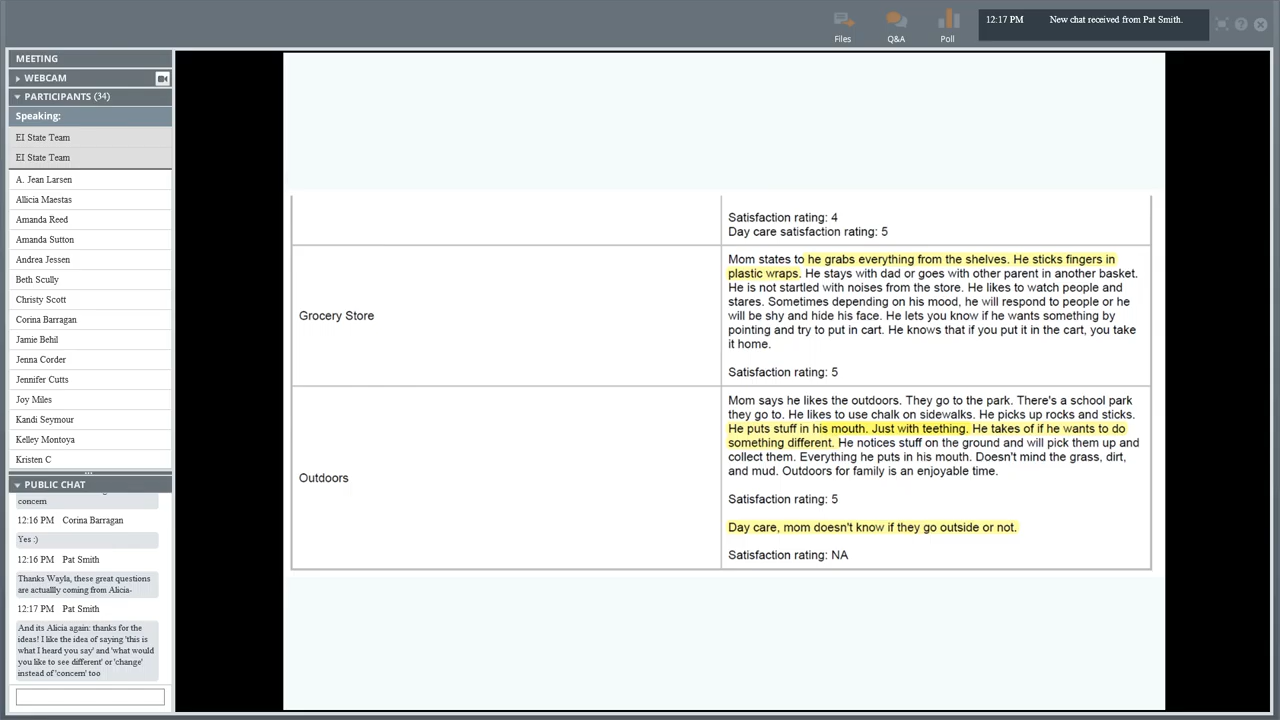 12:17 PM New chat received from Pat Smith.
Files Q&A Poll
MEETING
WEBCAM
PARTICIPANTS (34)
Speaking:
EI State Team
EI State Team
A. Jean Larsen
Allicia Maestas
Amanda Reed
Amanda Sutton
Andrea Jessen
Beth Scully
Christy Scott
Corina Barragan
Jamie Behil
Jenna Corder
Jennifer Cutts
Joy Miles
Kandi Seymour
Kelley Montoya
Kristen C
PUBLIC CHAT
concern
12:16 PM Corina Barragan
Yes :)
12:16 PM Pat Smith
Thanks Wayla, these great questions
are actuallly coming from Alicia-
12:17 PM Pat Smith
And its Alicia again: thanks for the
ideas! I like the idea of saying 'this is
what I heard you say' and 'what would
you like to see different' or 'change'
instead of 'concern' too
Satisfaction rating: 4
Day care satisfaction rating: 5
Grocery Store
Mom states to he grabs everything from the shelves. He sticks fingers in
plastic wraps. He stays with dad or goes with other parent in another basket.
He is not startled with noises from the store. He likes to watch people and
stares. Sometimes depending on his mood, he will respond to people or he
will be shy and hide his face. He lets you know if he wants something by
pointing and try to put in cart. He knows that if you put it in the cart, you take
it home.
Satisfaction rating: 5
Outdoors
Mom says he likes the outdoors. They go to the park. There's a school park
they go to. He likes to use chalk on sidewalks. He picks up rocks and sticks.
He puts stuff in his mouth. Just with teething. He takes of if he wants to do
something different. He notices stuff on the ground and will pick them up and
collect them. Everything he puts in his mouth. Doesn't mind the grass, dirt,
and mud. Outdoors for family is an enjoyable time.
Satisfaction rating: 5
Day care, mom doesn't know if they go outside or not.
Satisfaction rating: NA